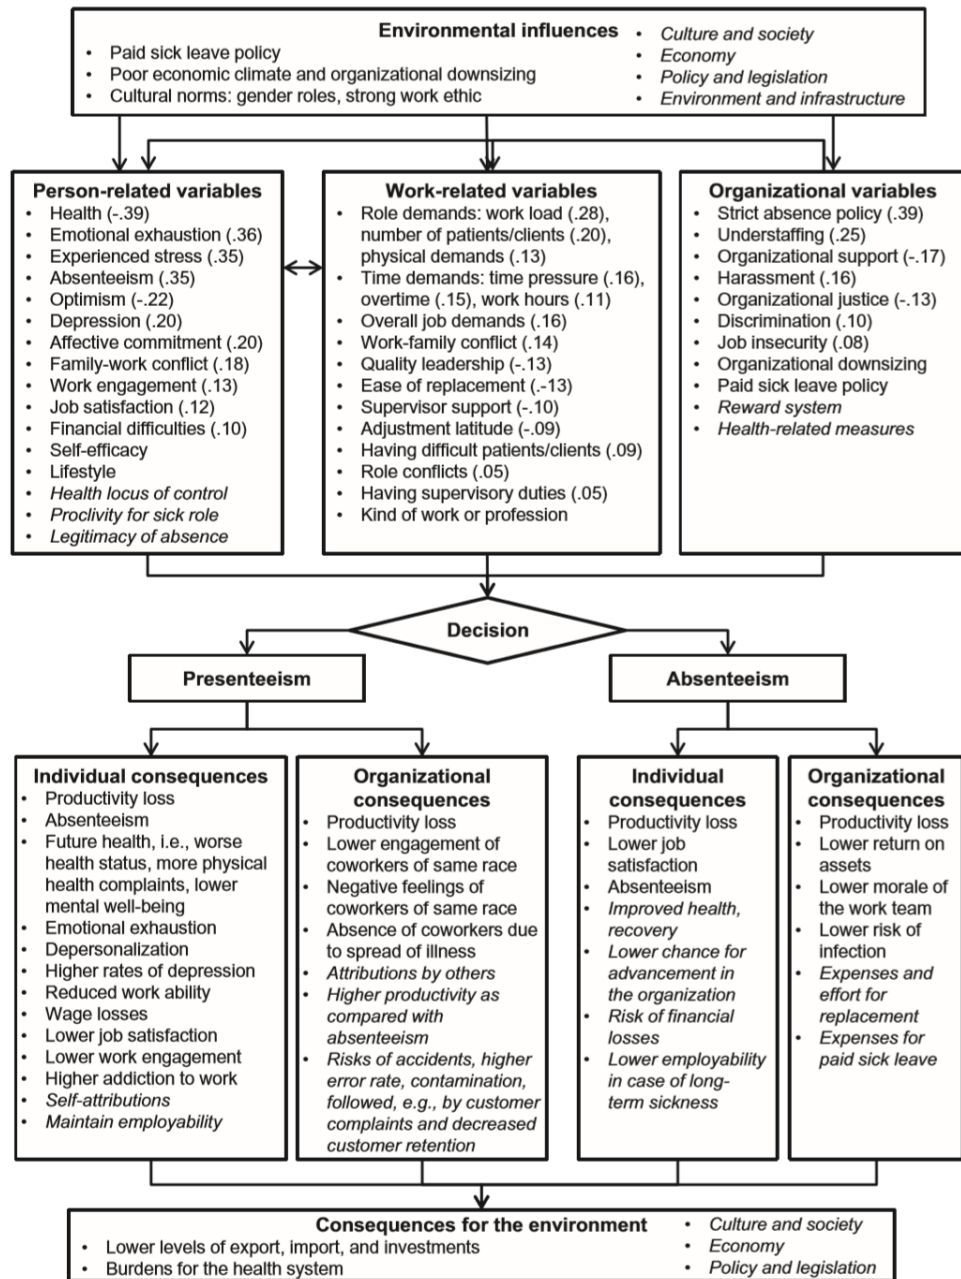 Environmental influences
• Paid sick leave policy
• Poor economic climate and organizational downsizing
• Cultural norms: gender roles, strong work ethic
• Culture and society
• Economy
• Policy and legislation
• Environment and infrastructure
Person-related variables
• Health (-.39)
• Emotional exhaustion (.36)
• Experienced stress (.35)
• Absenteeism (.35)
• Optimism (-.22)
• Depression (.20)
• Affective commitment (.20)
• Family-work conflict (.18)
• Work engagement (.13)
• Job satisfaction (.12)
• Financial difficulties (.10)
• Self-efficacy
• Lifestyle
• Health locus of control
• Proclivity for sick role
• Legitimacy of absence
Work-related variables
• Role demands: work load (.28),
number of patients/clients (.20),
physical demands (.13)
• Time demands: time pressure (.16),
overtime (.15), work hours (.11)
• Overall job demands (.16)
• Work-family conflict (.14)
• Quality leadership (-.13)
• Ease of replacement (.-13)
• Supervisor support (-.10)
• Adjustment latitude (-.09)
• Having difficult patients/clients (.09)
• Role conflicts (.05)
• Having supervisory duties (.05)
• Kind of work or profession
Organizational variables
• Strict absence policy (.39)
• Understaffing (.25)
• Organizational support (-.17)
• Harassment (.16)
• Organizational justice (-.13)
• Discrimination (.10)
• Job insecurity (.08)
• Organizational downsizing
• Paid sick leave policy
• Reward system
• Health-related measures
Decision
Presenteeism
Absenteeism
Individual consequences
• Productivity loss
• Absenteeism
• Future health, i.e., worse
health status, more physical
health complaints, lower
mental well-being
• Emotional exhaustion
• Depersonalization
• Higher rates of depression
• Reduced work ability
• Wage losses
• Lower job satisfaction
• Lower work engagement
• Higher addiction to work
• Self-attributions
• Maintain employability
Organizational
consequences
• Productivity loss
• Lower engagement of
coworkers of same race
• Negative feelings of
coworkers of same race
• Absence of coworkers due
to spread of illness
• Attributions by others
• Higher productivity as
compared with
absenteeism
• Risks of accidents, higher
error rate, contamination,
followed, e.g., by customer
complaints and decreased
customer retention
Individual
consequences
• Productivity loss
• Lower job
satisfaction
• Absenteeism
• Improved health,
recovery
• Lower chance for
advancement in
the organization
• Risk of financial
losses
• Lower employability
in case of long-
term sickness
Organizational
consequences
• Productivity loss
• Lower return on
assets
• Lower morale of
the work team
• Lower risk of
infection
• Expenses and
effort for
replacement
• Expenses for
paid sick leave
Consequences for the environment
• Lower levels of export, import, and investments
• Burdens for the health system
• Culture and society
• Economy
• Policy and legislation